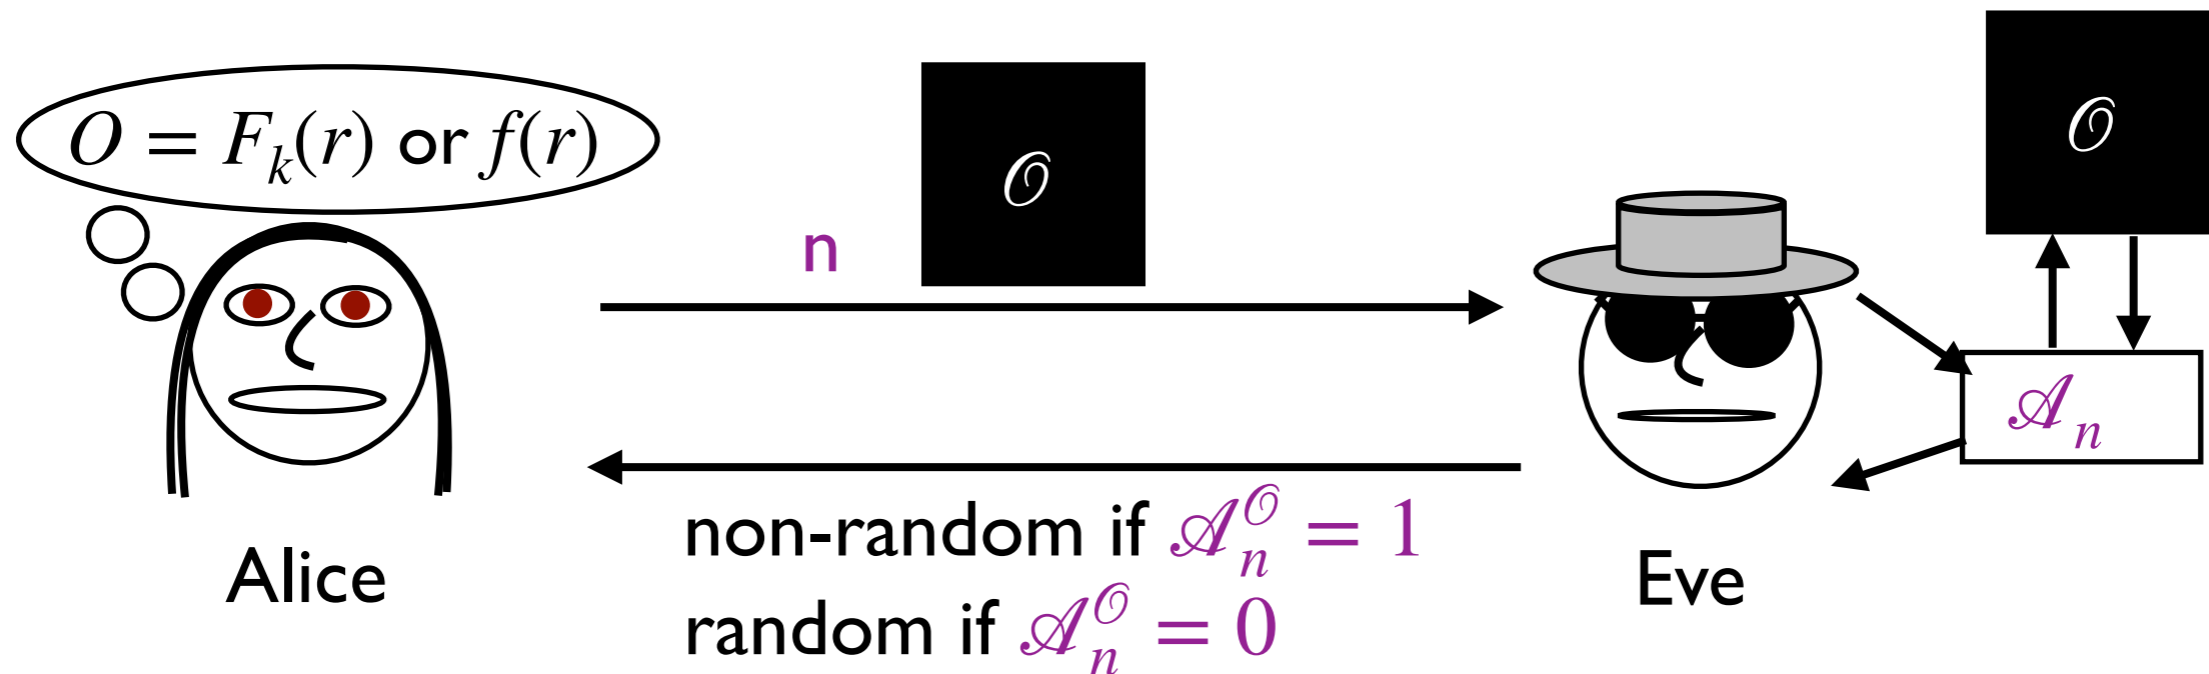 O = F_k(r) or f(r)
𝒪
𝒪
n
𝒜_n
non-random if 𝒜_n^𝒪 = 1
random if 𝒜_n^𝒪 = 0
Alice
Eve